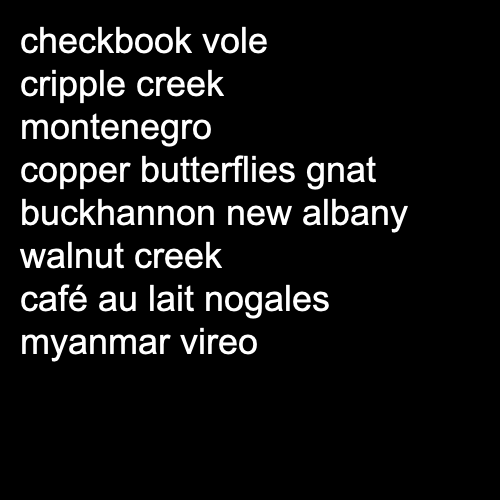 checkbook vole
cripple creek
montenegro
copper butterflies gnat
buckhannon new albany
walnut creek
café au lait nogales
myanmar vireo